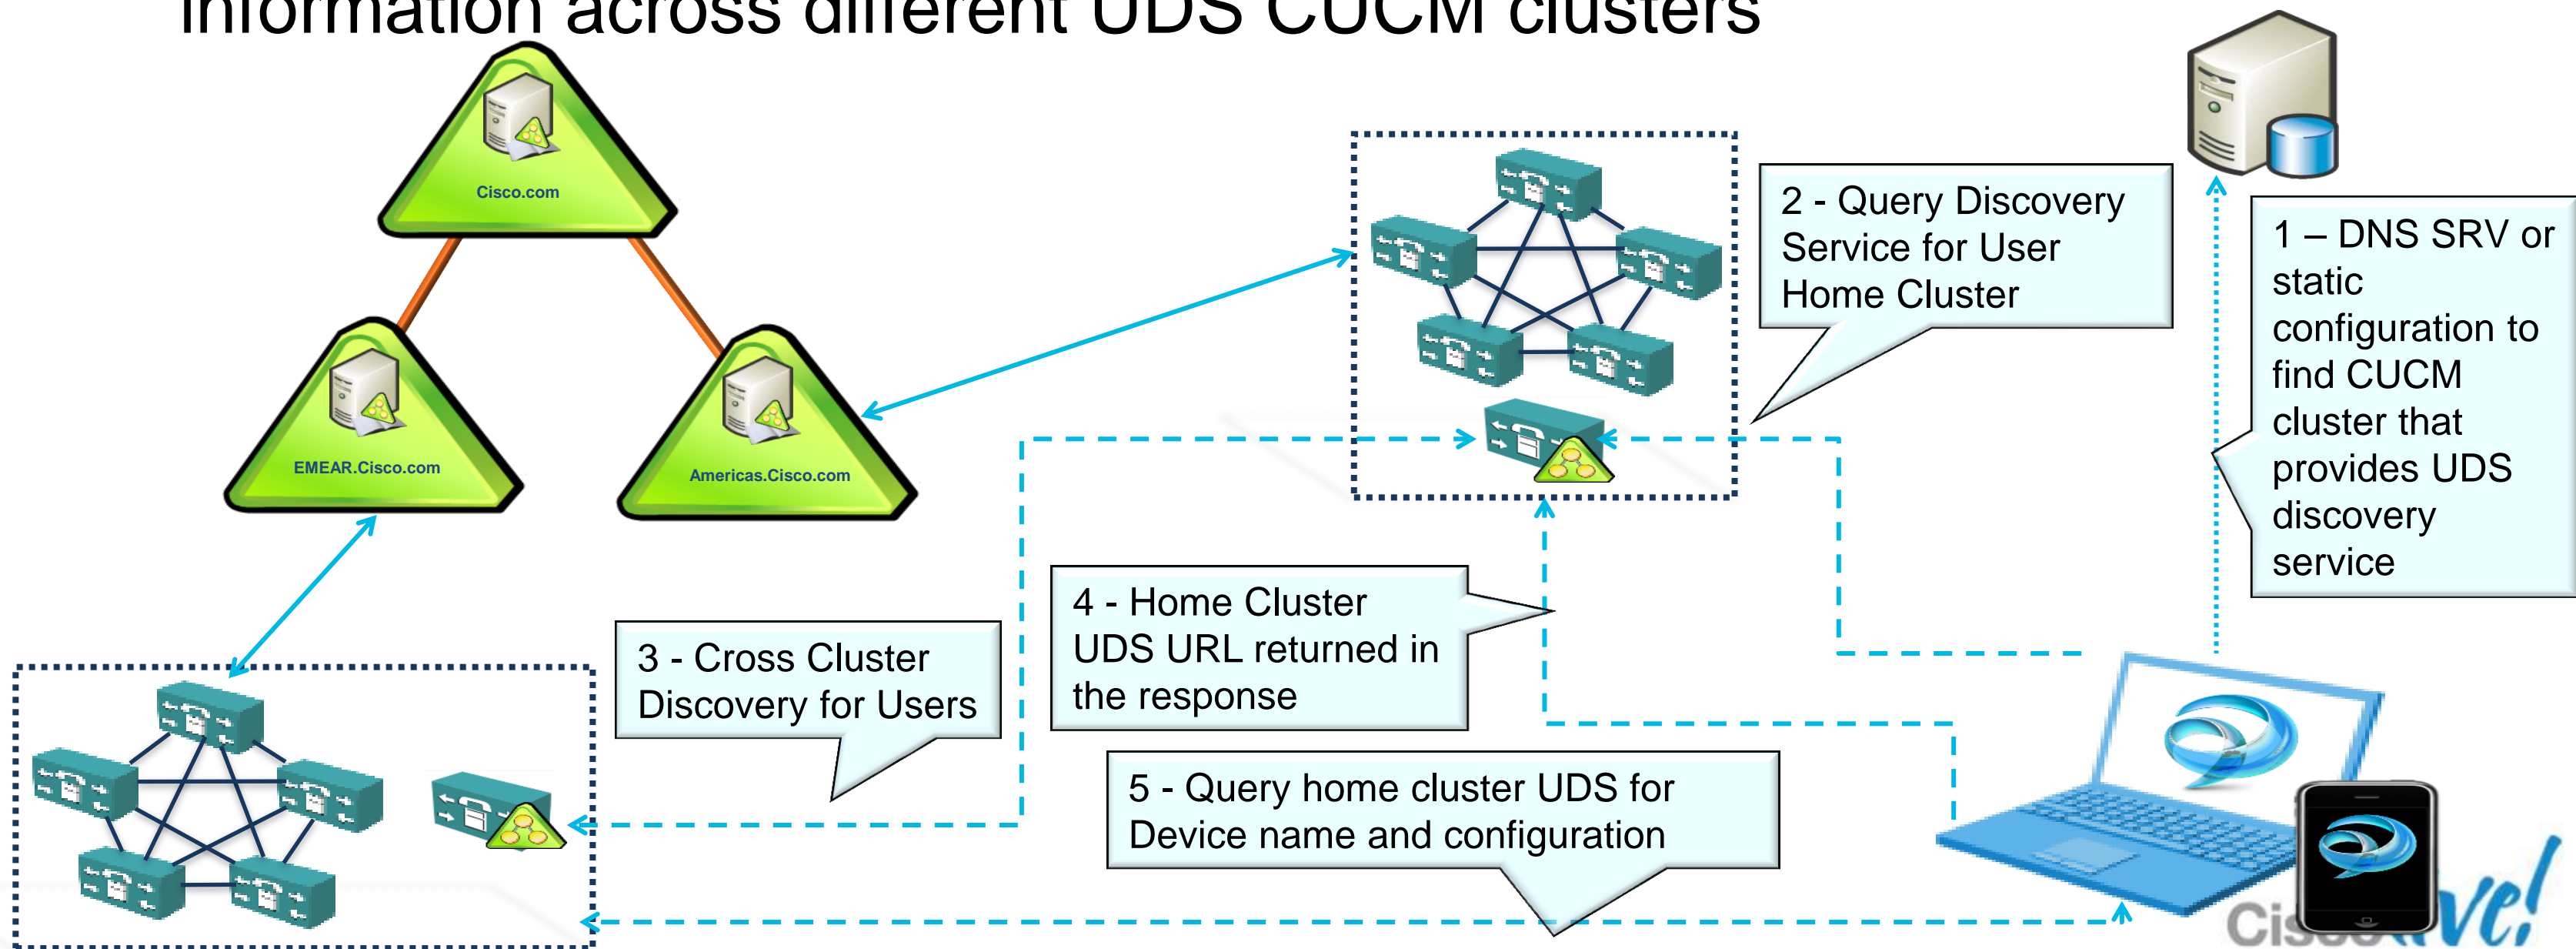 information across different UDS CUCM clusters
Cisco.com
EMEAR.Cisco.com
Americas.Cisco.com
2 - Query Discovery
Service for User
Home Cluster
1 – DNS SRV or
static
configuration to
find CUCM
cluster that
provides UDS
discovery
service
3 - Cross Cluster
Discovery for Users
4 - Home Cluster
UDS URL returned in
the response
5 - Query home cluster UDS for
Device name and configuration